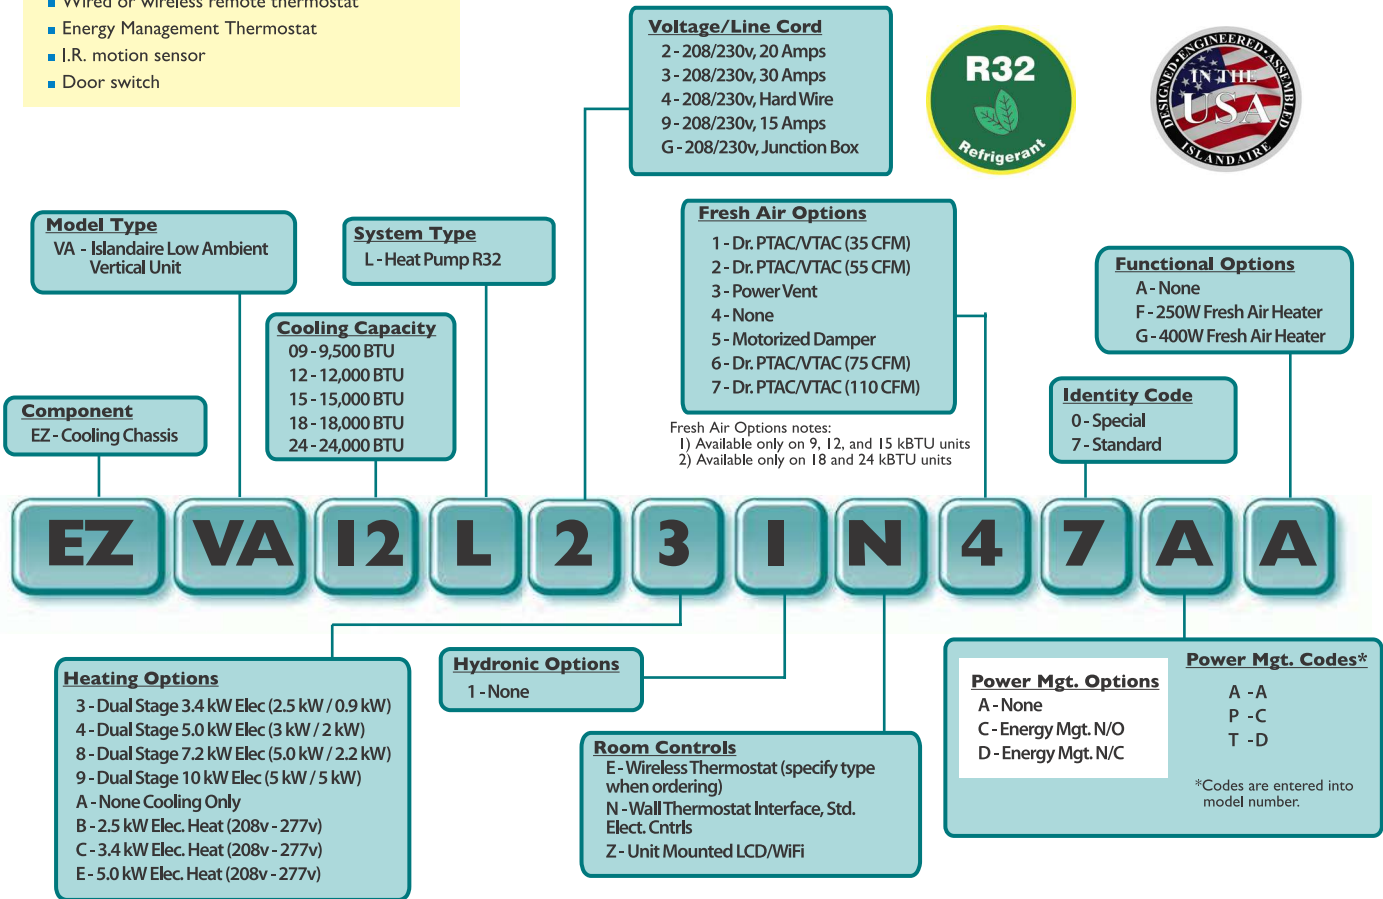 Wired or wireless remote thermostat
Energy Management Thermostat
I.R. motion sensor
Door switch
Voltage/Line Cord
2 - 208/230v, 20 Amps
3 - 208/230v, 30 Amps
4 - 208/230v, Hard Wire
9 - 208/230v, 15 Amps
G - 208/230v, Junction Box
R32
Refrigerant
DESIGNED • ENGINEERED • ASSEMBLED
IN THE
USA
ISLANDAIRE
Model Type
VA - Islandaire Low Ambient
Vertical Unit
System Type
L - Heat Pump R32
Cooling Capacity
09 - 9,500 BTU
12 - 12,000 BTU
15 - 15,000 BTU
18 - 18,000 BTU
24 - 24,000 BTU
Component
EZ - Cooling Chassis
Fresh Air Options
1 - Dr. PTAC/VTAC (35 CFM)
2 - Dr. PTAC/VTAC (55 CFM)
3 - Power Vent
4 - None
5 - Motorized Damper
6 - Dr. PTAC/VTAC (75 CFM)
7 - Dr. PTAC/VTAC (110 CFM)
Fresh Air Options notes:
1) Available only on 9, 12, and 15 kBTU units
2) Available only on 18 and 24 kBTU units
Functional Options
A - None
F - 250W Fresh Air Heater
G - 400W Fresh Air Heater
Identity Code
0 - Special
7 - Standard
EZ VA 12 L 2 3 1 N 4 7 A A
Heating Options
3 - Dual Stage 3.4 kW Elec (2.5 kW / 0.9 kW)
4 - Dual Stage 5.0 kW Elec (3 kW / 2 kW)
8 - Dual Stage 7.2 kW Elec (5.0 kW / 2.2 kW)
9 - Dual Stage 10 kW Elec (5 kW / 5 kW)
A - None Cooling Only
B - 2.5 kW Elec. Heat (208v - 277v)
C - 3.4 kW Elec. Heat (208v - 277v)
E - 5.0 kW Elec. Heat (208v - 277v)
Hydronic Options
1 - None
Room Controls
E - Wireless Thermostat (specify type
when ordering)
N - Wall Thermostat Interface, Std.
Elect. Cntrls
Z - Unit Mounted LCD/WiFi
Power Mgt. Options
A - None
C - Energy Mgt. N/O
D - Energy Mgt. N/C
Power Mgt. Codes*
A - A
P - C
T - D
*Codes are entered into
model number.